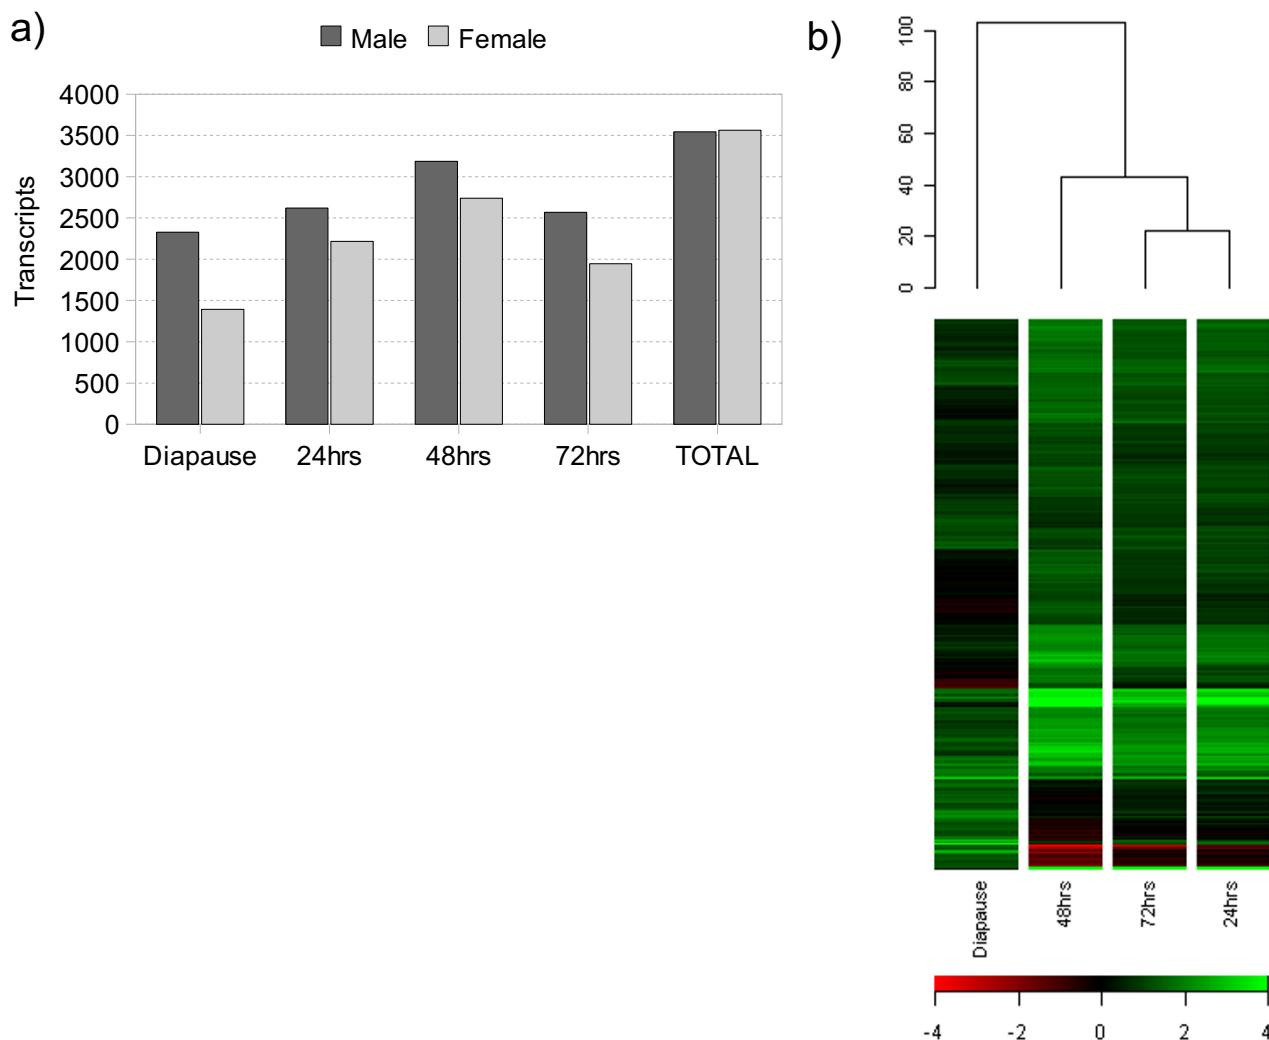 a)
Male Female
Transcripts
4000
3500
3000
2500
2000
1500
1000
500
0
Diapause 24hrs 48hrs 72hrs TOTAL
b)
100
80
60
40
20
0
Diapause 48hrs 72hrs 24hrs
-4 -2 0 2 4